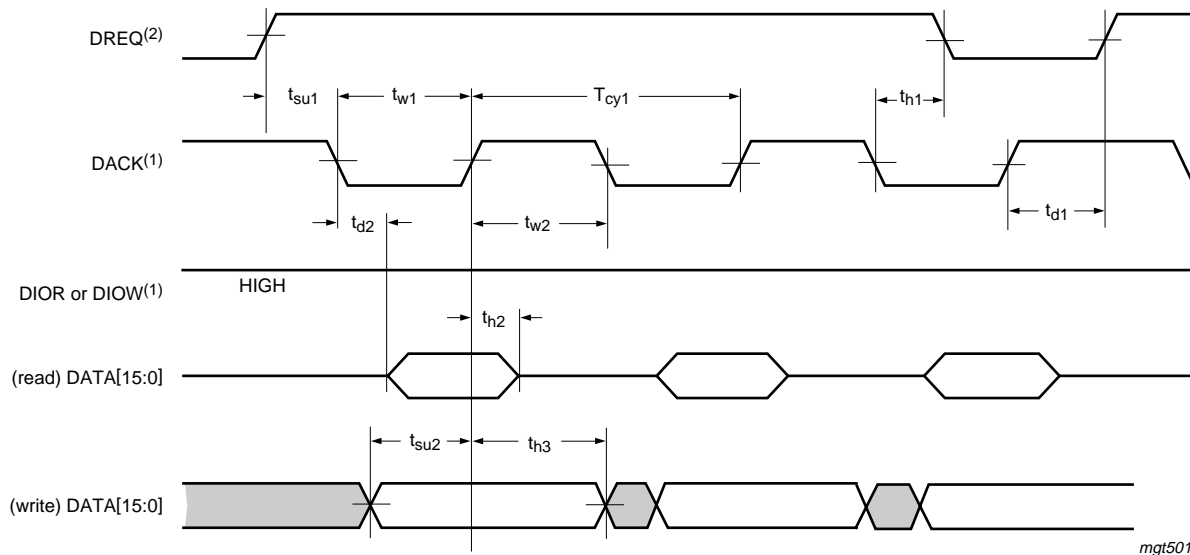 DREQ(2)
tsu1
tw1
Tcy1
th1
DACK(1)
td2
tw2
td1
DIOR or DIOW(1)
HIGH
th2
(read) DATA[15:0]
tsu2
th3
(write) DATA[15:0]
mgt501